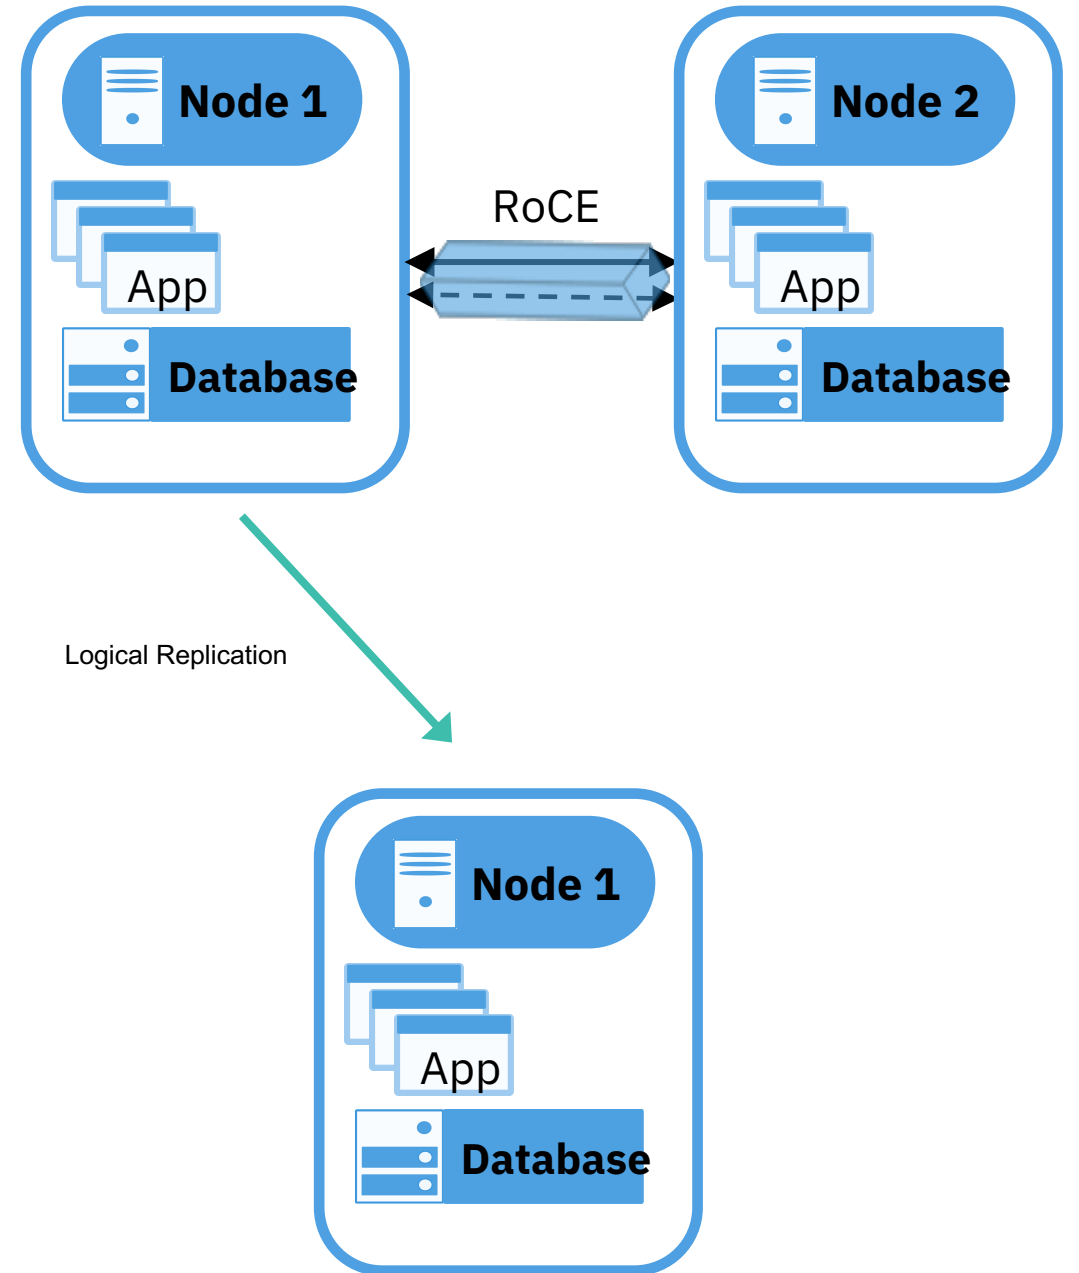 Node 1
Node 2
RoCE
App
App
Database
Database
Logical Replication
Node 1
App
Database